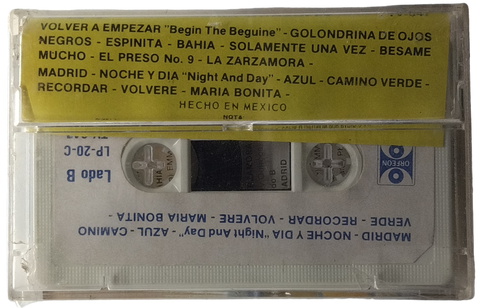 VOLVER A EMPEZAR "Begin The Beguine" - GOLONDRINA DE OJOS
NEGROS - ESPINITA - BAHIA - SOLAMENTE UNA VEZ - BESAME
MUCHO - EL PRESO No. 9 - LA ZARZAMORA -
MADRID - NOCHE Y DIA "Night And Day" - AZUL - CAMINO VERDE -
RECORDAR - VOLVERE - MARIA BONITA -
HECHO EN MEXICO
NOTA
ORFEON
Lado B
LP-20-C
MADRID - NOCHE Y DIA "Night And Day" - AZUL - CAMINO
VERDE - RECORDAR - VOLVERE - MARIA BONITA -